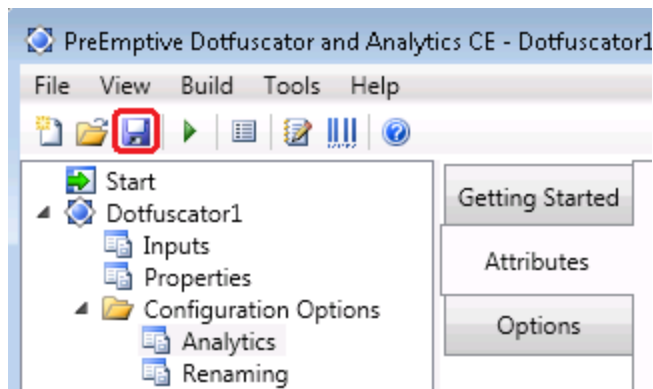 PreEmptive Dotfuscator and Analytics CE - Dotfuscator1
File View Build Tools Help
Start
Dotfuscator1
Inputs
Properties
Configuration Options
Analytics
Renaming
Getting Started
Attributes
Options